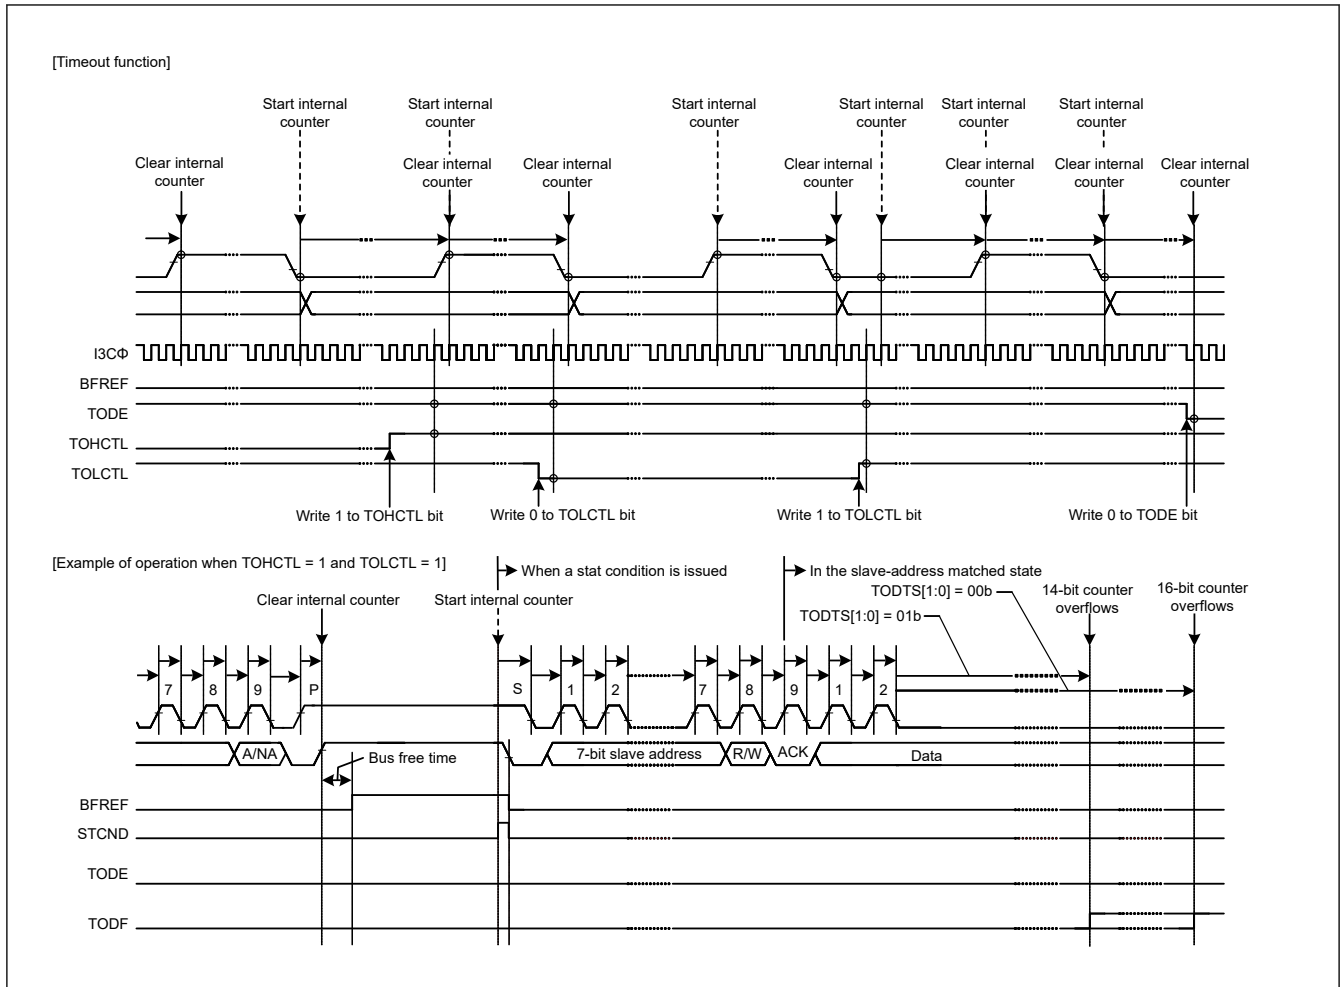 [Timeout function]
Start internal
counter
Start internal
counter
Start internal
counter
Start internal
counter
Start internal
counter
Start internal
counter
Clear internal
counter
Clear internal
counter
Clear internal
counter
Clear internal
counter
Clear internal
counter
Clear internal
counter
Clear internal
counter
I3CΦ
BFREF
TODE
TOHCTL
TOLCTL
Write 1 to TOHCTL bit
Write 0 to TOLCTL bit
Write 1 to TOLCTL bit
Write 0 to TODE bit
[Example of operation when TOHCTL = 1 and TOLCTL = 1]
When a stat condition is issued
In the slave-address matched state
TODTS[1:0] = 00b
TODTS[1:0] = 01b
14-bit counter
overflows
16-bit counter
overflows
Clear internal counter
Start internal counter
7 8 9 P S 1 2 7 8 9 1 2
A/NA
Bus free time
7-bit slave address
R/W
ACK
Data
BFREF
STCND
TODE
TODF